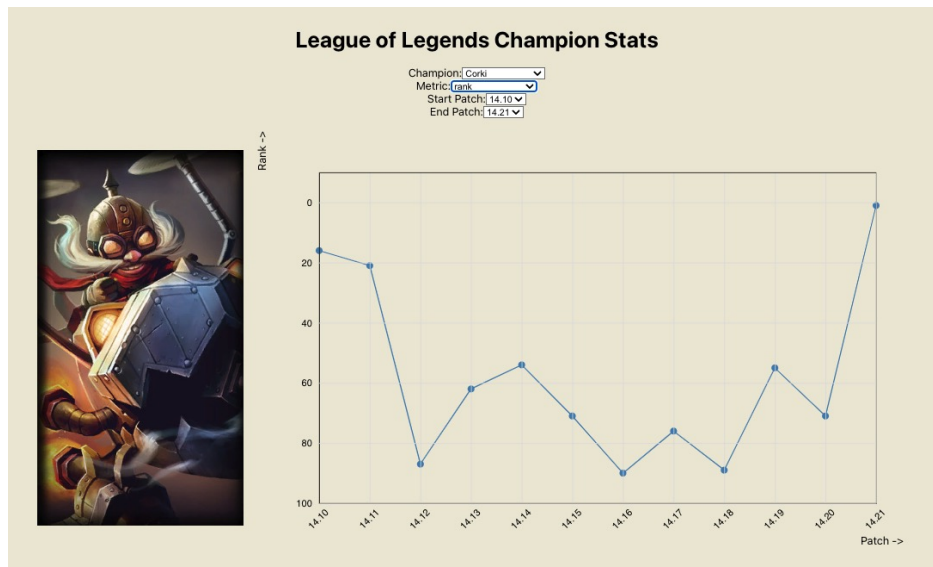 League of Legends Champion Stats
Champion: Corki
Metric: rank
Start Patch: 14.10
End Patch: 14.21
Rank ->
0
20
40
60
80
100
14.10
14.11
14.12
14.13
14.14
14.15
14.16
14.17
14.18
14.19
14.20
14.21
Patch ->